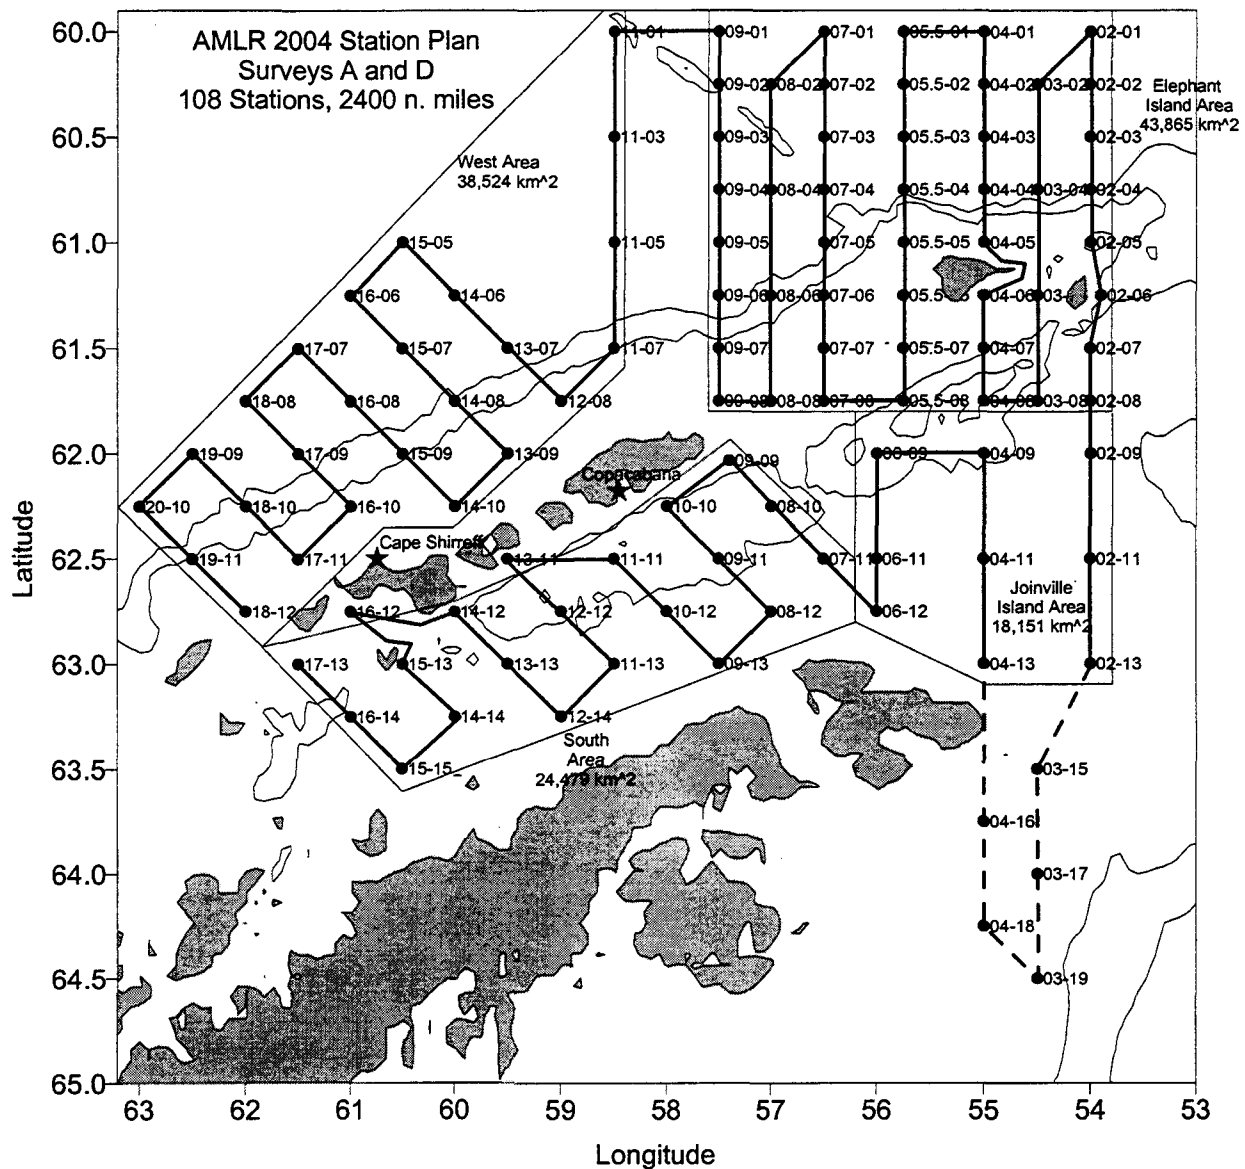 AMLR 2004 Station Plan
Surveys A and D
108 Stations, 2400 n. miles
West Area
38,524 km^2
Elephant
Island Area
43,865 km^2
Joinville
Island Area
18,151 km^2
South
Area
24,479 km^2
Copacabana
Cape Shirreff
11-01 09-01 07-01 05.5-01 04-01 02-01
09-02 08-02 07-02 05.5-02 04-02 03-02 02-02
11-03 09-03 07-03 05.5-03 04-03 02-03
09-04 08-04 07-04 05.5-04 04-04 03-04 02-04
15-05 11-05 09-05 07-05 05.5-05 04-05 02-05
16-06 14-06 09-06 08-06 07-06 04-06 02-06
17-07 15-07 13-07 11-07 09-07 07-07 05.5-07 04-07 02-07
18-08 16-08 14-08 12-08 09-08 08-08 07-08 05.5-08 04-08 03-08 02-08
19-09 17-09 15-09 13-09 09-09 04-09 02-09
20-10 18-10 16-10 14-10 10-10 08-10
19-11 17-11 13-11 11-11 09-11 07-11 06-11 04-11 02-11
18-12 16-12 14-12 12-12 10-12 08-12 06-12
17-13 15-13 13-13 11-13 09-13 04-13 02-13
16-14 14-14 12-14
15-15 03-15
04-16
03-17
04-18
03-19
Latitude
60.0
60.5
61.0
61.5
62.0
62.5
63.0
63.5
64.0
64.5
65.0
63 62 61 60 59 58 57 56 55 54 53
Longitude